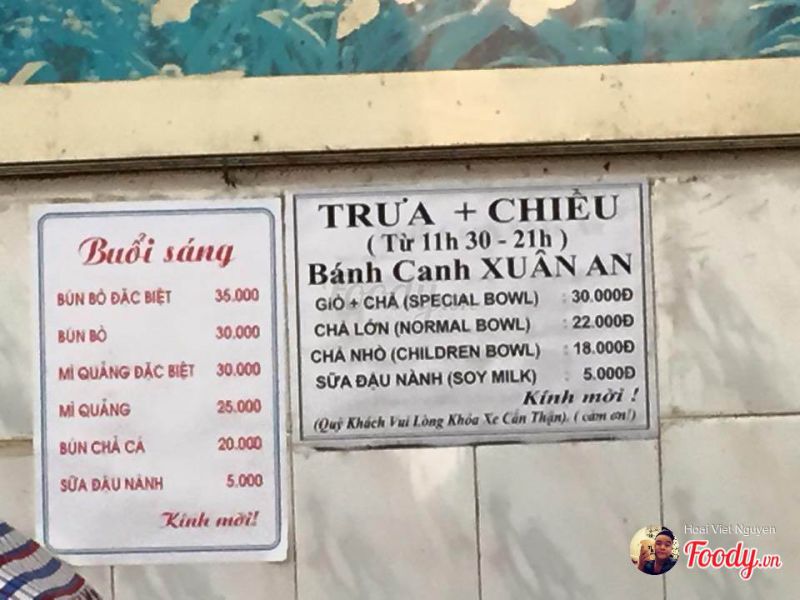 Buổi sáng
BÚN BÒ ĐẶC BIỆT 35.000
BÚN BÒ 30.000
MÌ QUẢNG ĐẶC BIỆT 30.000
MÌ QUẢNG 25.000
BÚN CHẢ CÁ 20.000
SỮA ĐẬU NÀNH 5.000
Kính mời!
TRƯA + CHIỀU
( Từ 11h 30 - 21h )
Bánh Canh XUÂN AN
GIÒ + CHẢ (SPECIAL BOWL) : 30.000Đ
CHẢ LỚN (NORMAL BOWL) : 22.000Đ
CHẢ NHỎ (CHILDREN BOWL) : 18.000Đ
SỮA ĐẬU NÀNH (SOY MILK) : 5.000Đ
Kính mời !
(Quý Khách Vui Lòng Khóa Xe Cẩn Thận). ( cám ơn!)
Hoai Viet Nguyen
Foody.vn